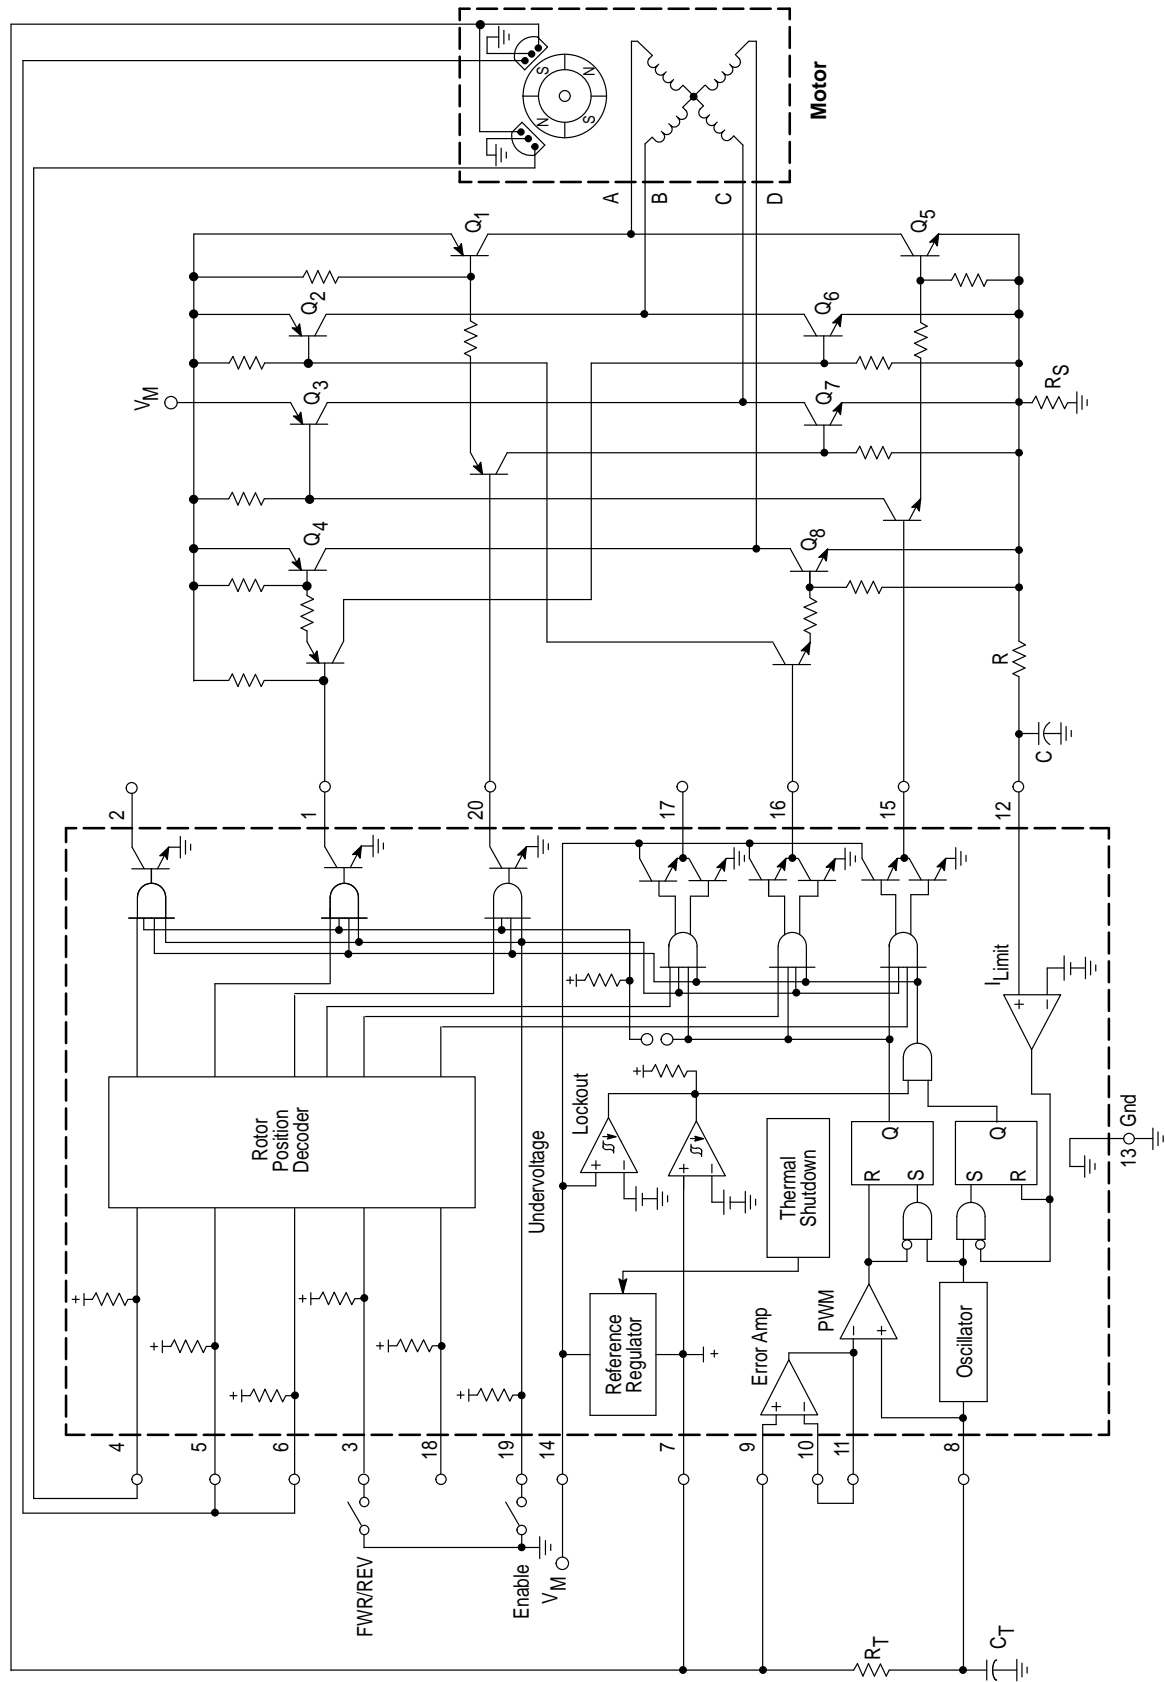 Motor
S
N
N
S
A
B
C
D
Q1
Q2
Q3
Q4
Q5
Q6
Q7
Q8
VM
RS
R
C
2
1
20
17
16
15
12
Rotor
Position
Decoder
Undervoltage
Lockout
ILimit
+
−
Reference
Regulator
Thermal
Shutdown
Error Amp
PWM
Oscillator
R
S
Q
S
R
Q
13
Gnd
4
5
6
3
18
19
14
7
9
10
11
8
FWR/REV
Enable
VM
RT
CT